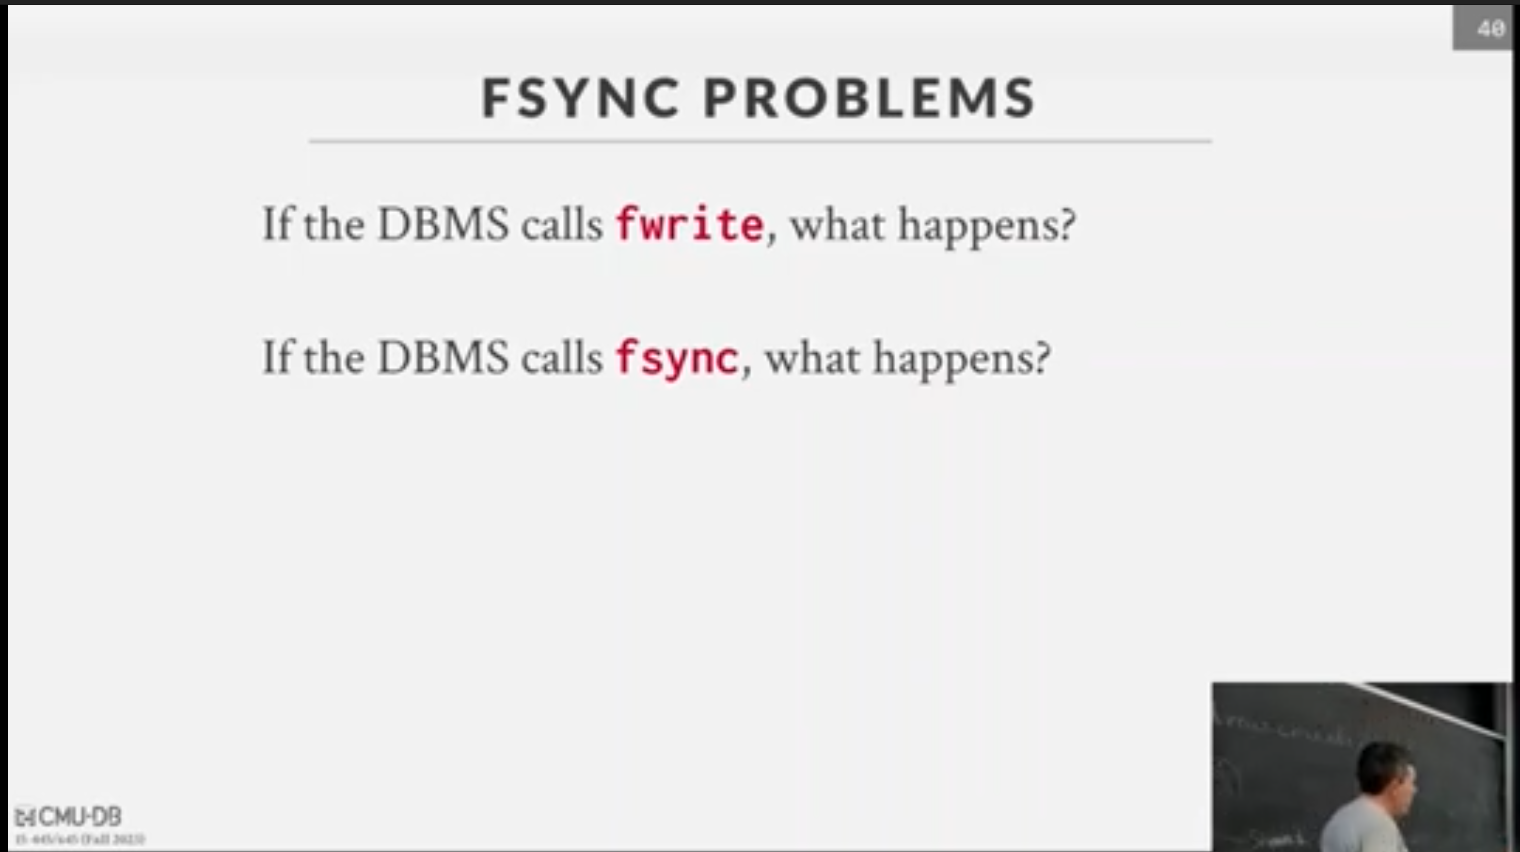 40
FSYNC PROBLEMS
If the DBMS calls fwrite, what happens?
If the DBMS calls fsync, what happens?
CMU·DB
15-445/645 (Fall 2023)